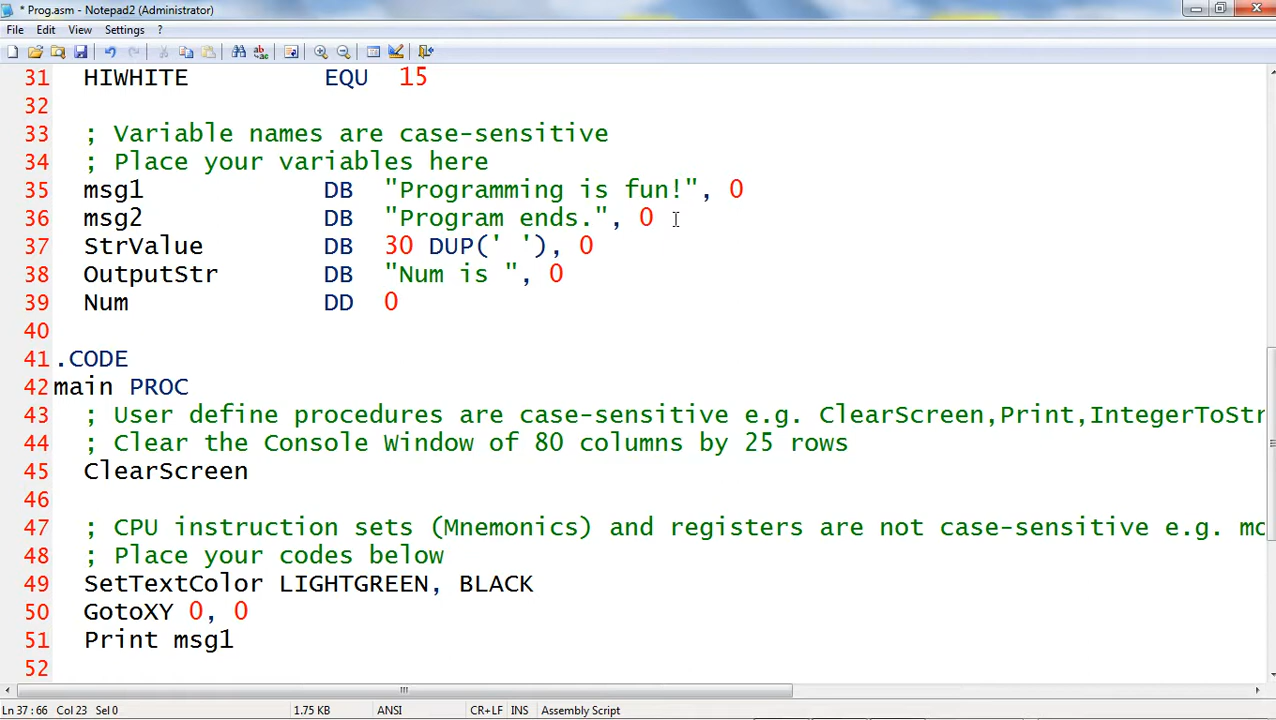 * Prog.asm - Notepad2 (Administrator)
File Edit View Settings ?
31 HIWHITE EQU 15
32
33 ; Variable names are case-sensitive
34 ; Place your variables here
35 msg1 DB "Programming is fun!", 0
36 msg2 DB "Program ends.", 0
37 StrValue DB 30 DUP(' '), 0
38 OutputStr DB "Num is ", 0
39 Num DD 0
40
41 .CODE
42 main PROC
43 ; User define procedures are case-sensitive e.g. ClearScreen,Print,IntegerToStr
44 ; Clear the Console Window of 80 columns by 25 rows
45 ClearScreen
46
47 ; CPU instruction sets (Mnemonics) and registers are not case-sensitive e.g. mo
48 ; Place your codes below
49 SetTextColor LIGHTGREEN, BLACK
50 GotoXY 0, 0
51 Print msg1
52
Ln 37 : 66 Col 23 Sel 0 1.75 KB ANSI CR+LF INS Assembly Script